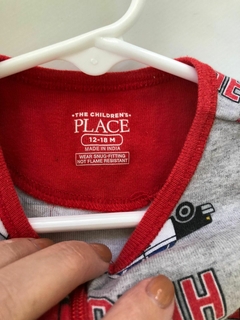 THE CHILDREN'S
PLACE
12-18 M
MADE IN INDIA
WEAR SNUG-FITTING
NOT FLAME RESISTANT